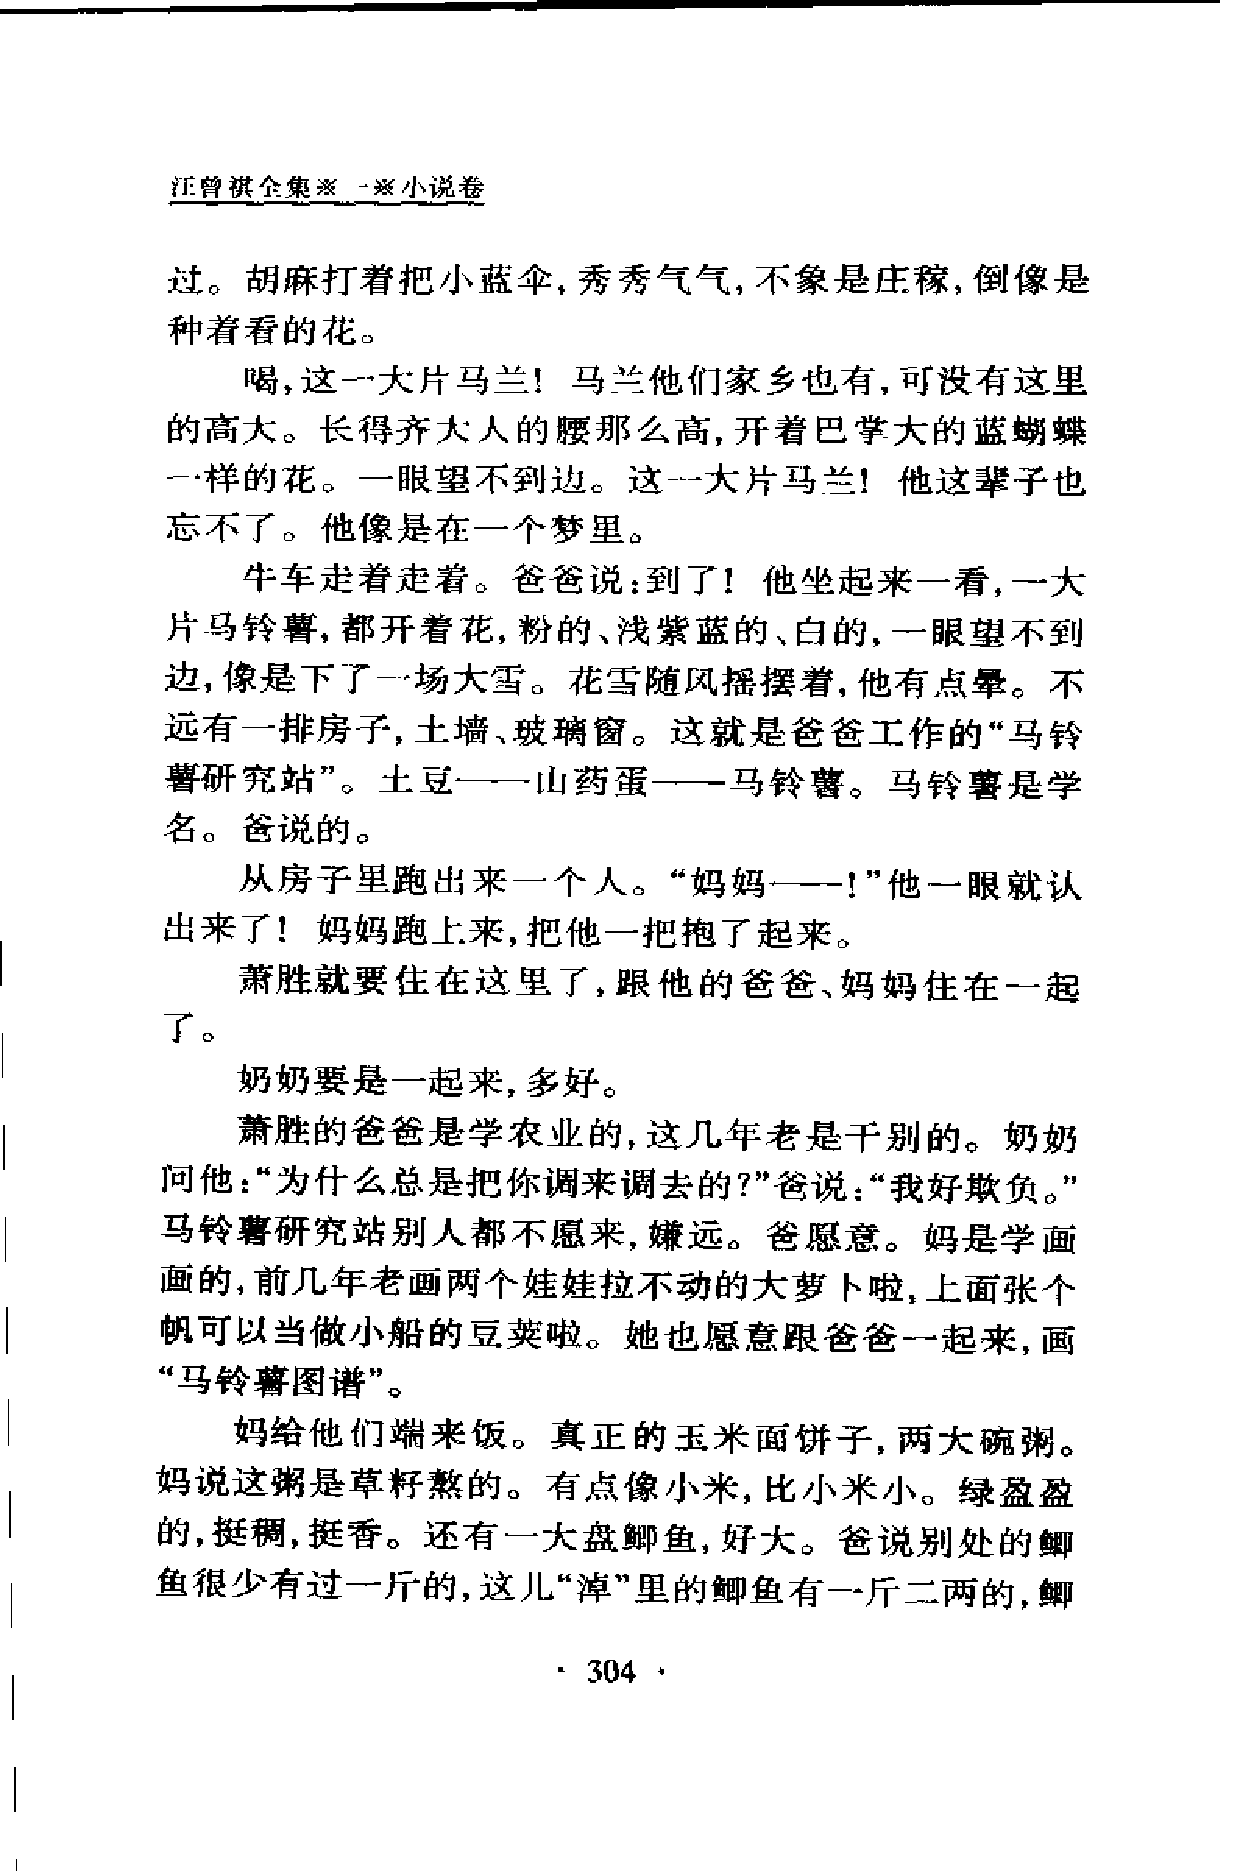 汪曾祺全集※一※小说卷
过。胡麻打着把小蓝伞,秀秀气气,不象是庄稼,倒像是
种着看的花。
喝,这一大片马兰!马兰他们家乡也有,可没有这里
的高大。长得齐大人的腰那么高,开着巴掌大的蓝蝴蝶
一样的花。一眼望不到边。这一大片马兰!他这辈子也
忘不了。他像是在一个梦里。
牛车走着走着。爸爸说:到了!他坐起来一看,一大
片马铃薯,都开着花,粉的、浅紫蓝的、白的,一眼望不到
边,像是下了一场大雪。花雪随风摇摆着,他有点晕。不
远有一排房子,土墙、玻璃窗。这就是爸爸工作的“马铃
薯研究站”。土豆——山药蛋——马铃薯。马铃薯是学
名。爸说的。
从房子里跑出来一个人。“妈妈——!”他一眼就认
出来了!妈妈跑上来,把他一把抱了起来。
萧胜就要住在这里了,跟他的爸爸、妈妈住在一起
了。
奶奶要是一起来,多好。
萧胜的爸爸是学农业的,这几年老是干别的。奶奶
问他:“为什么总是把你调来调去的?”爸说:“我好欺负。”
马铃薯研究站别人都不愿来,嫌远。爸愿意。妈是学画
画的,前几年老画两个娃娃拉不动的大萝卜啦,上面张个
帆可以当做小船的豆荚啦。她也愿意跟爸爸一起来,画
“马铃薯图谱”。
妈给他们端来饭。真正的玉米面饼子,两大碗粥。
妈说这粥是草籽熬的。有点像小米,比小米小。绿盈盈
的,挺稠,挺香。还有一大盘鲫鱼,好大。爸说别处的鲫
鱼很少有过一斤的,这儿“淖”里的鲫鱼有一斤二两的,鲫
· 304 ·